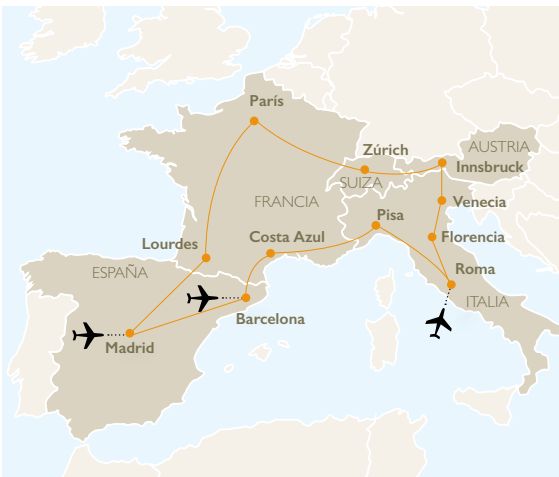 París
Zúrich
AUSTRIA
Innsbruck
SUIZA
FRANCIA
Venecia
Pisa
Lourdes
Costa Azul
Florencia
ESPAÑA
Roma
ITALIA
Barcelona
Madrid